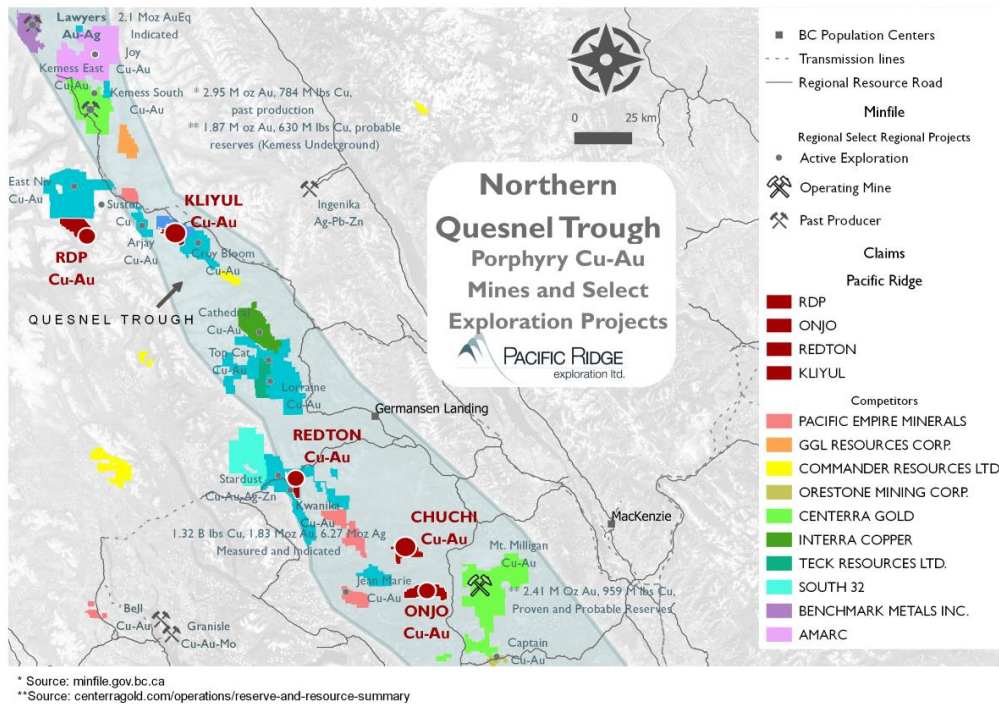 Lawyers 2.1 Moz AuEq
Au-Ag Indicated
Joy
Cu-Au
Kemess East
Cu-Au
Kemess South
Cu-Au
* 2.95 M oz Au, 784 M lbs Cu,
past production
** 1.87 M oz Au, 630 M lbs Cu, probable
reserves (Kemess Underground)
0 25 km
East Niv
Cu-Au
Sustut
Cu
KLIYUL
Cu-Au
Ingenika
Ag-Pb-Zn
Arjay
Cu-Au
Croy Bloom
Cu-Au
RDP
Cu-Au
QUESNEL TROUGH
Northern
Quesnel Trough
Porphyry Cu-Au
Mines and Select
Exploration Projects
PACIFIC RIDGE
exploration ltd.
Cathedral
Cu-Au
Top Cat
Cu-Au
Lorraine
Cu-Au
Germansen Landing
REDTON
Cu-Au
Stardust
Cu-Au-Ag-Zn
Kwanika
Cu-Au
1.32 B lbs Cu, 1.83 Moz Au, 6.27 Moz Ag
Measured and Indicated
CHUCHI
Cu-Au
MacKenzie
Mt. Milligan
Cu-Au
** 2.41 M Oz Au, 959 M lbs Cu,
Proven and Probable Reserves
Jean Marie
Cu-Au
ONJO
Cu-Au
Bell
Cu-Au
Granisle
Cu-Au-Mo
Captain
Cu-Au
BC Population Centers
Transmission lines
Regional Resource Road
Minfile
Regional Select Regional Projects
Active Exploration
Operating Mine
Past Producer
Claims
Pacific Ridge
RDP
ONJO
REDTON
KLIYUL
Competitors
PACIFIC EMPIRE MINERALS
GGL RESOURCES CORP.
COMMANDER RESOURCES LTD
ORESTONE MINING CORP.
CENTERRA GOLD
INTERRA COPPER
TECK RESOURCES LTD.
SOUTH 32
BENCHMARK METALS INC.
AMARC
* Source: minfile.gov.bc.ca
**Source: centerragold.com/operations/reserve-and-resource-summary